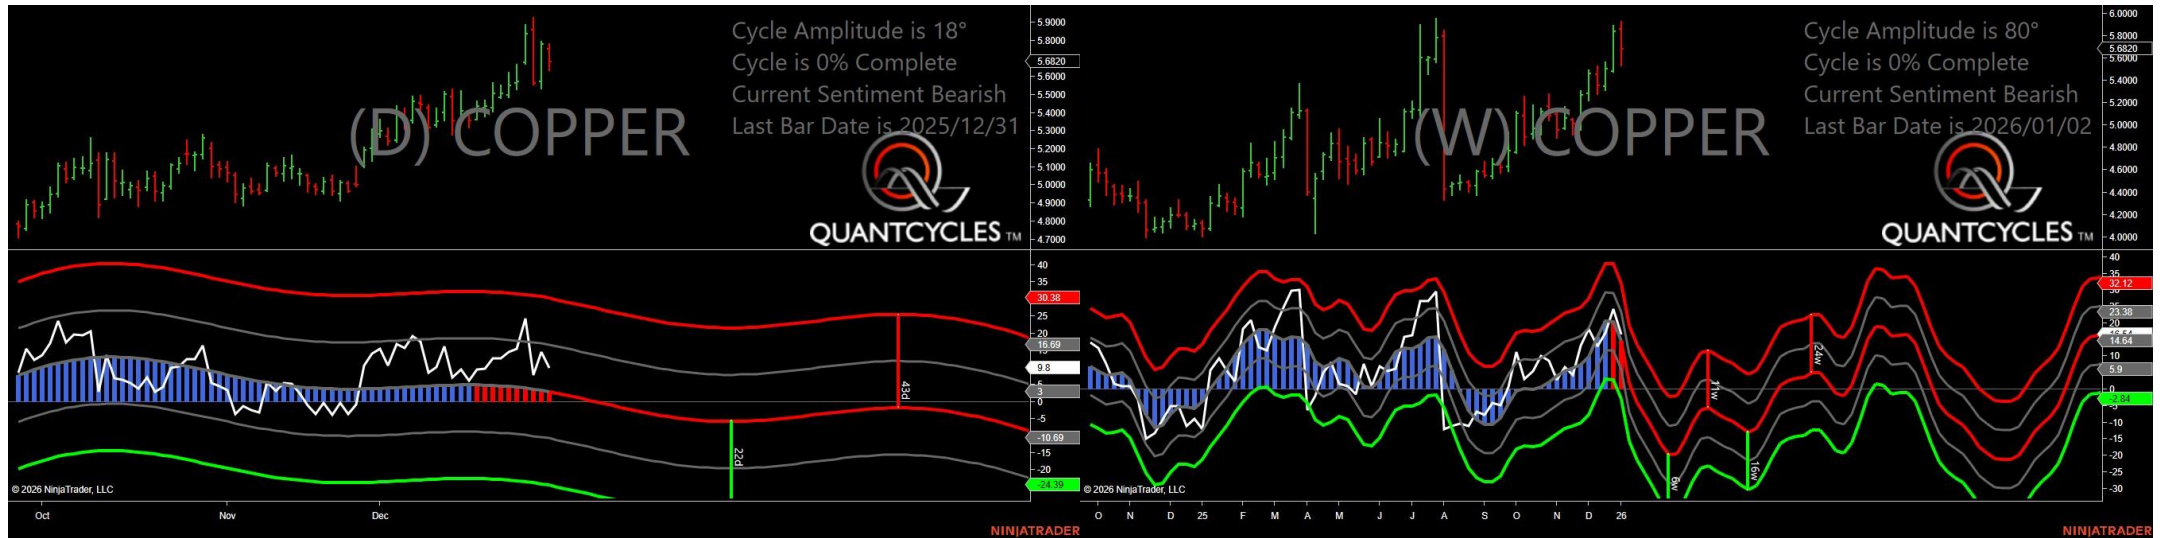 Cycle Amplitude is 18°
Cycle is 0% Complete
Current Sentiment Bearish
Last Bar Date is 2025/12/31
(D) COPPER
QUANTCYCLES TM
5.9000
5.8000
5.6820
5.6000
5.5000
5.4000
5.3000
5.2000
5.1000
5.0000
4.9000
4.8000
4.7000
40
35
30.38
25
20
16.69
9.8
3
0
-5
-10.69
-15
-20
-24.39
43d
22d
© 2026 NinjaTrader, LLC
Oct Nov Dec
NINJATRADER
Cycle Amplitude is 80°
Cycle is 0% Complete
Current Sentiment Bearish
Last Bar Date is 2026/01/02
(W) COPPER
QUANTCYCLES TM
6.0000
5.8000
5.6820
5.6000
5.4000
5.2000
5.0000
4.8000
4.6000
4.4000
4.2000
4.0000
40
35
32.12
23.38
20
14.64
10
5.9
0
-2.84
-10
-15
-20
-25
-30
6w
11w
16w
24w
© 2026 NinjaTrader, LLC
O N D 25 F M A M J J A S O N D 26
NINJATRADER